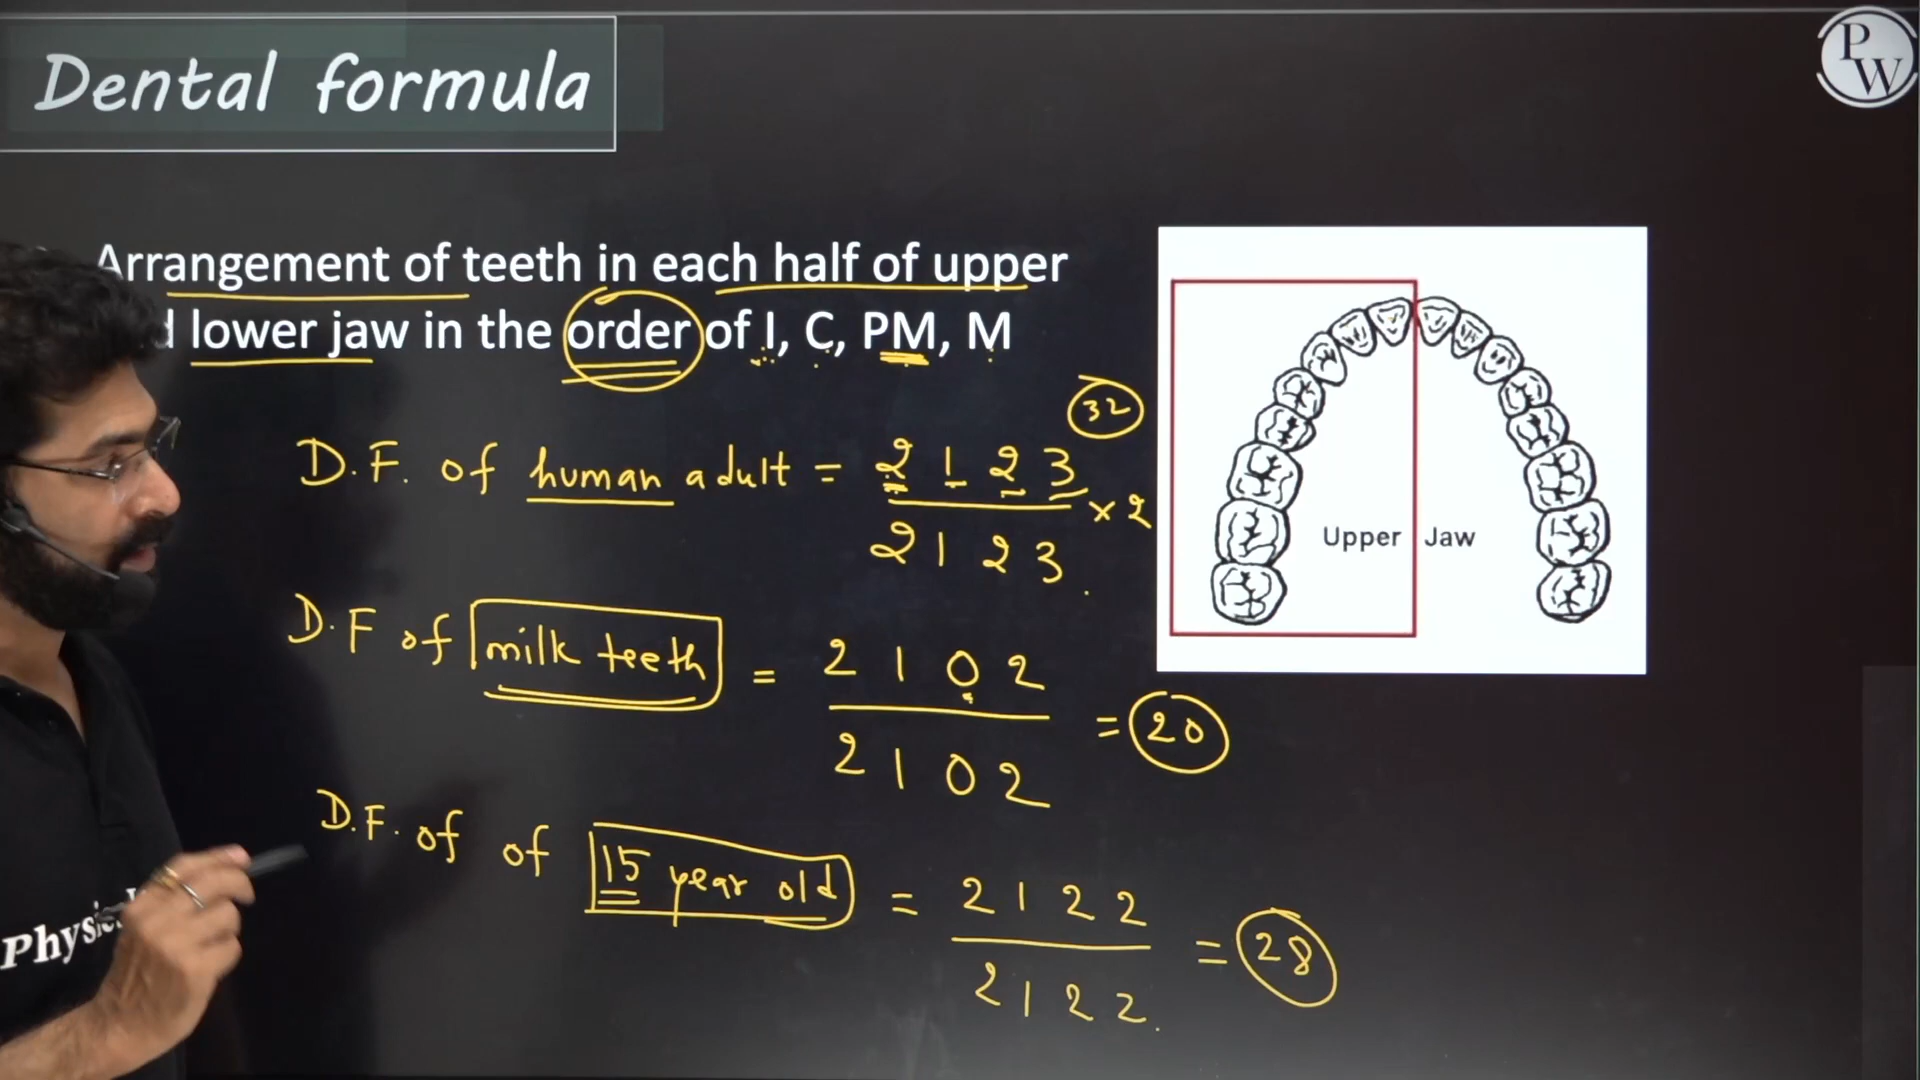 Dental formula
PW
Arrangement of teeth in each half of upper
lower jaw in the order of I, C, PM, M
32
D.F. of human adult = 2 1 2 3 × 2
2 1 2 3
Upper Jaw
D.F of milk teeth = 2 1 0 2 = 20
2 1 0 2
D.F. of of 15 year old = 2 1 2 2 = 28
2 1 2 2